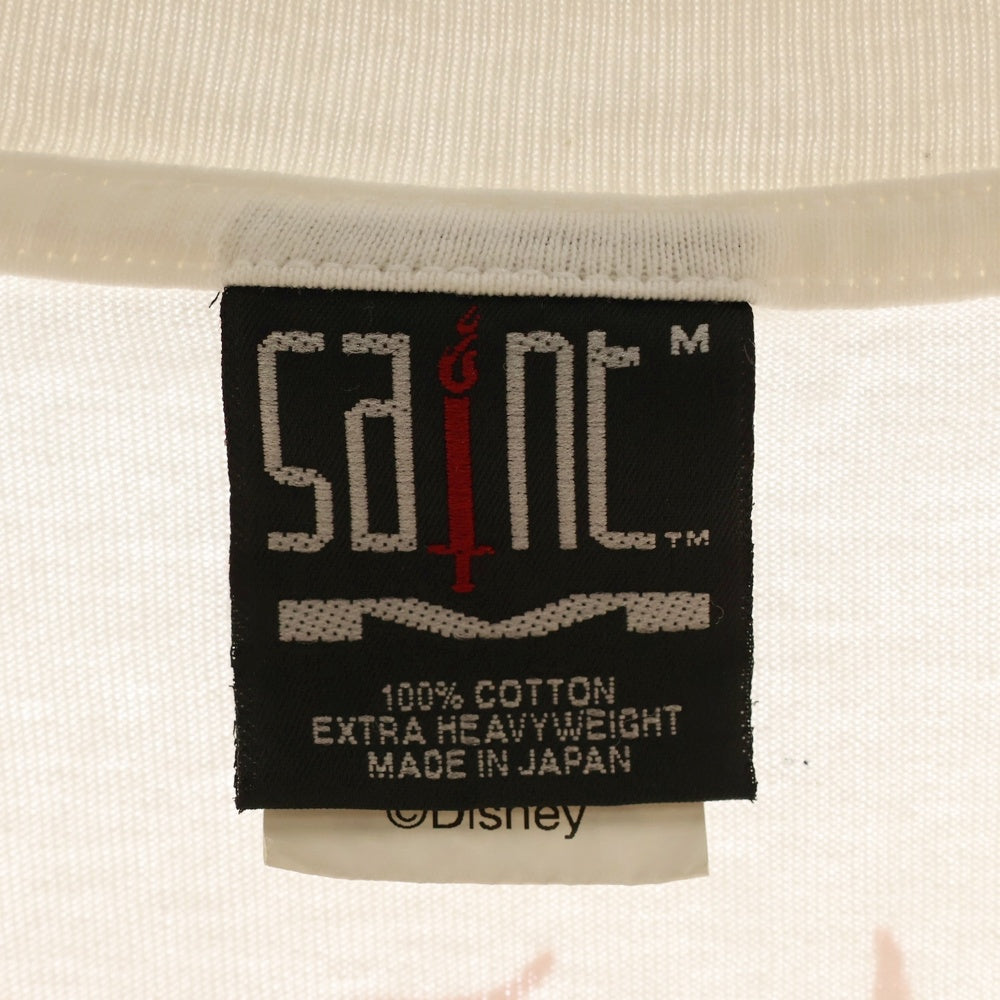 saint M
TM
100% COTTON
EXTRA HEAVYWEIGHT
MADE IN JAPAN
©Disney